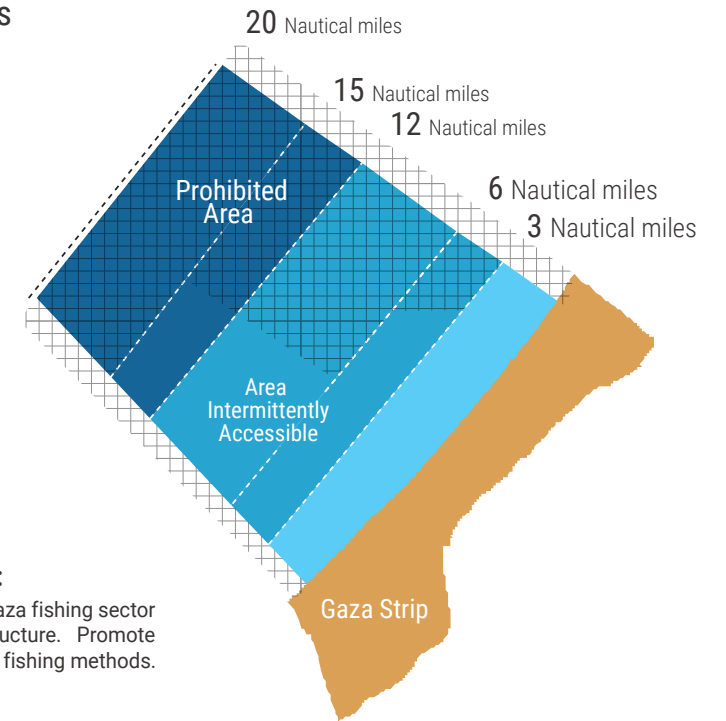 S
20 Nautical miles
15 Nautical miles
12 Nautical miles
6 Nautical miles
3 Nautical miles
Prohibited
Area
Area
Intermittently
Accessible
Gaza Strip
:
aza fishing sector
ucture. Promote
fishing methods.